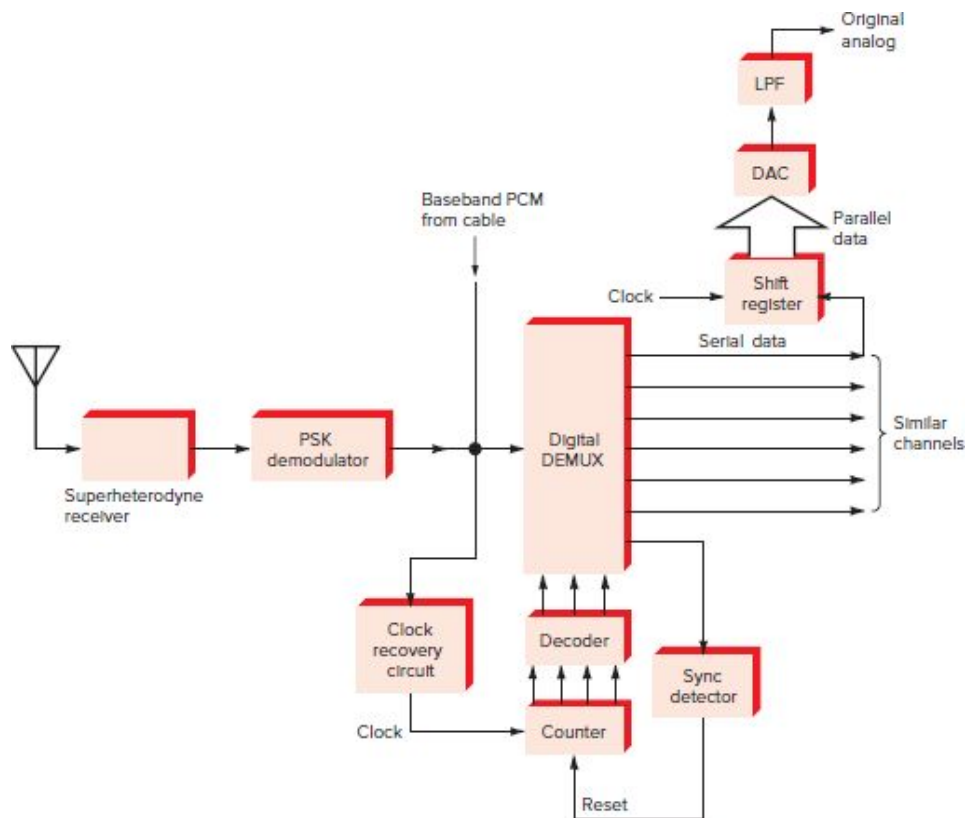 Original
analog
LPF
DAC
Baseband PCM
from cable
Parallel
data
Clock
Shift
register
Serial data
PSK
demodulator
Digital
DEMUX
Similar
channels
Superheterodyne
receiver
Clock
recovery
circuit
Decoder
Sync
detector
Clock
Counter
Reset